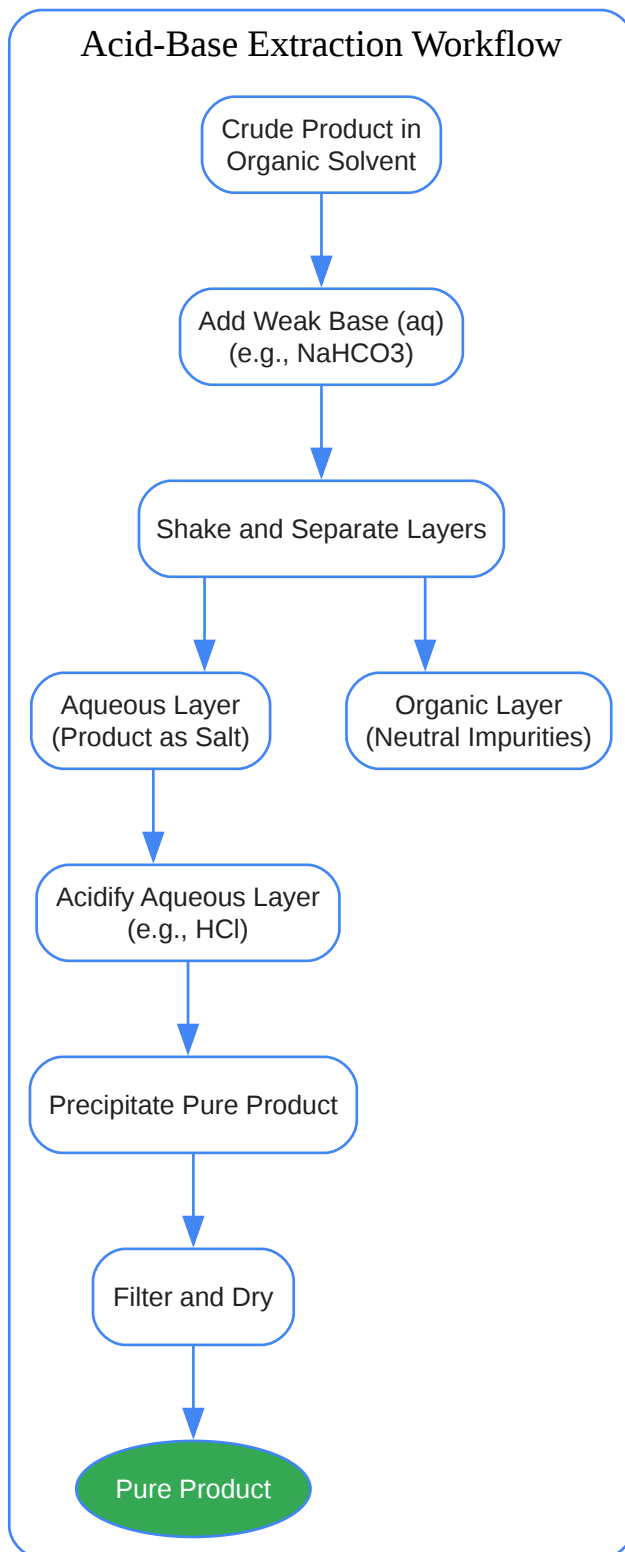 Acid-Base Extraction Workflow
Crude Product in
Organic Solvent
Add Weak Base (aq)
(e.g., NaHCO3)
Shake and Separate Layers
Aqueous Layer
(Product as Salt)
Organic Layer
(Neutral Impurities)
Acidify Aqueous Layer
(e.g., HCl)
Precipitate Pure Product
Filter and Dry
Pure Product